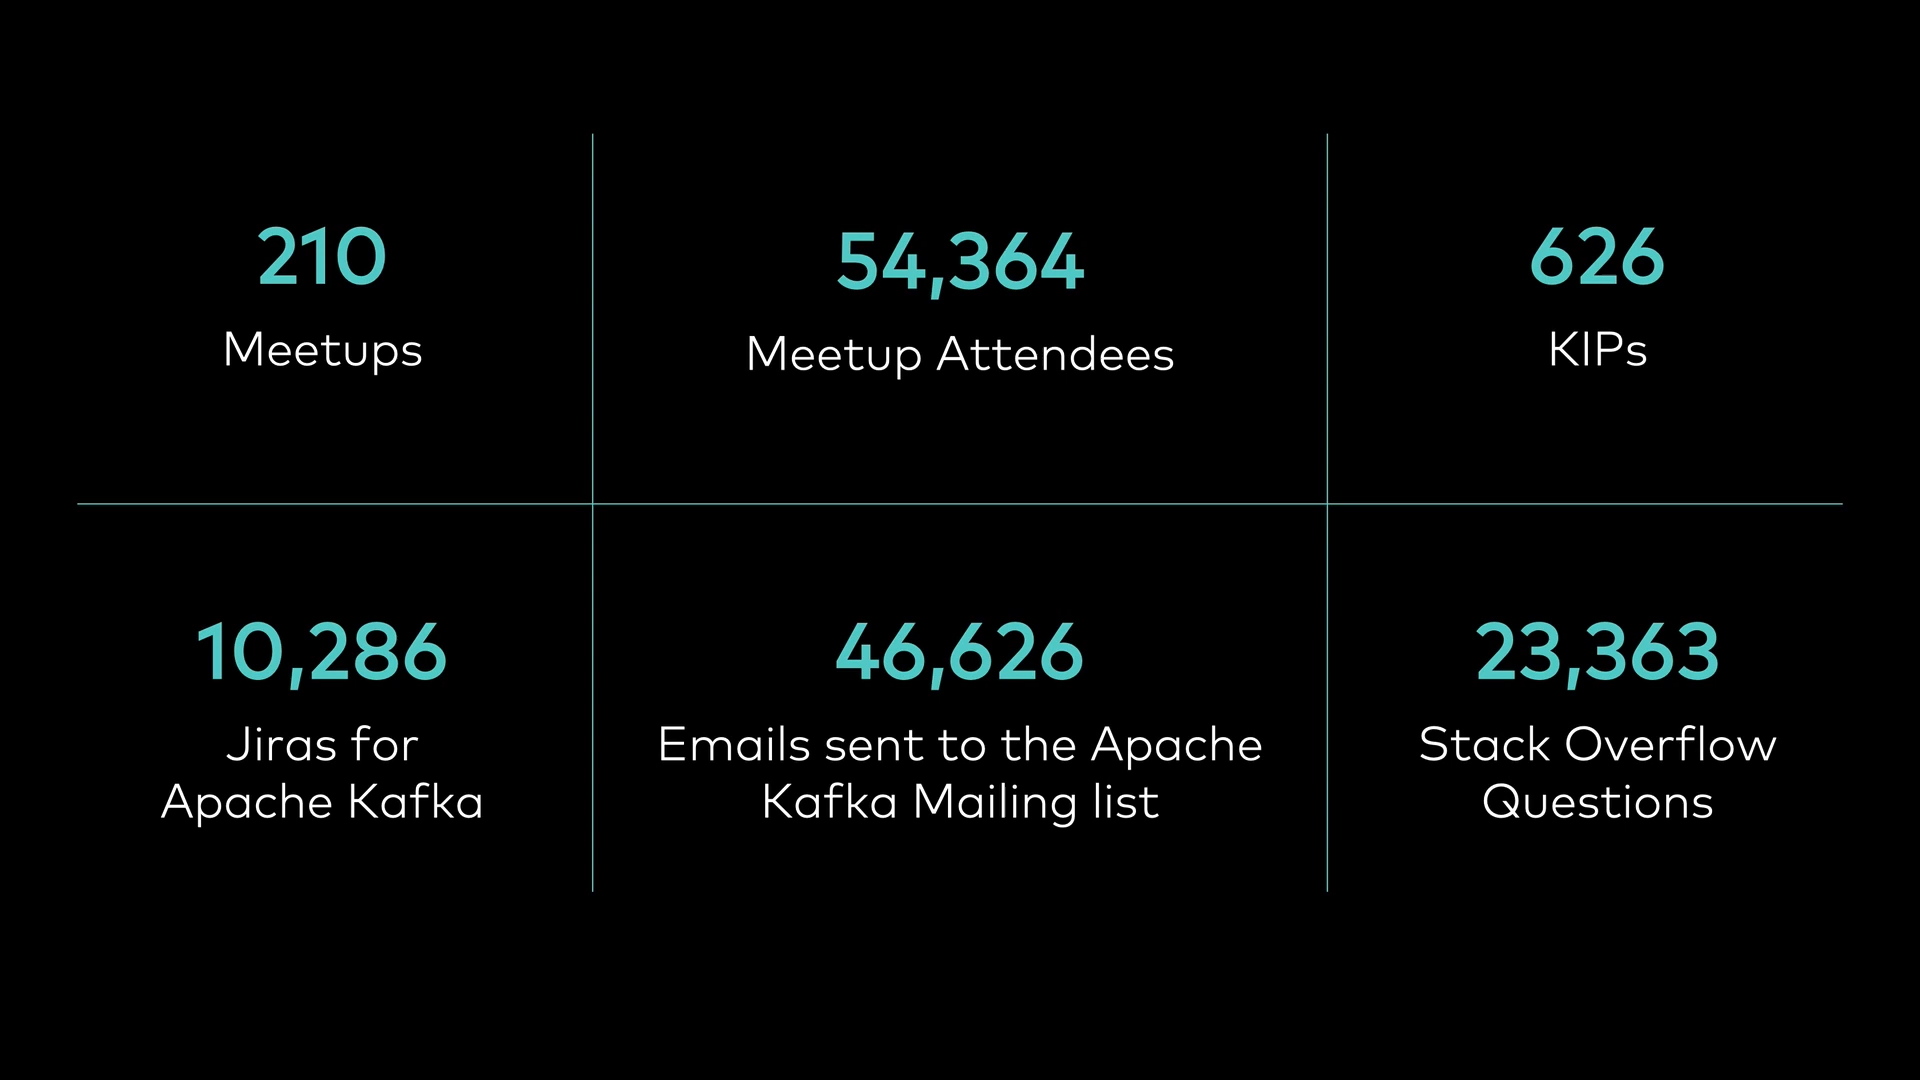 210
Meetups
54,364
Meetup Attendees
626
KIPs
10,286
Jiras for
Apache Kafka
46,626
Emails sent to the Apache
Kafka Mailing list
23,363
Stack Overflow
Questions